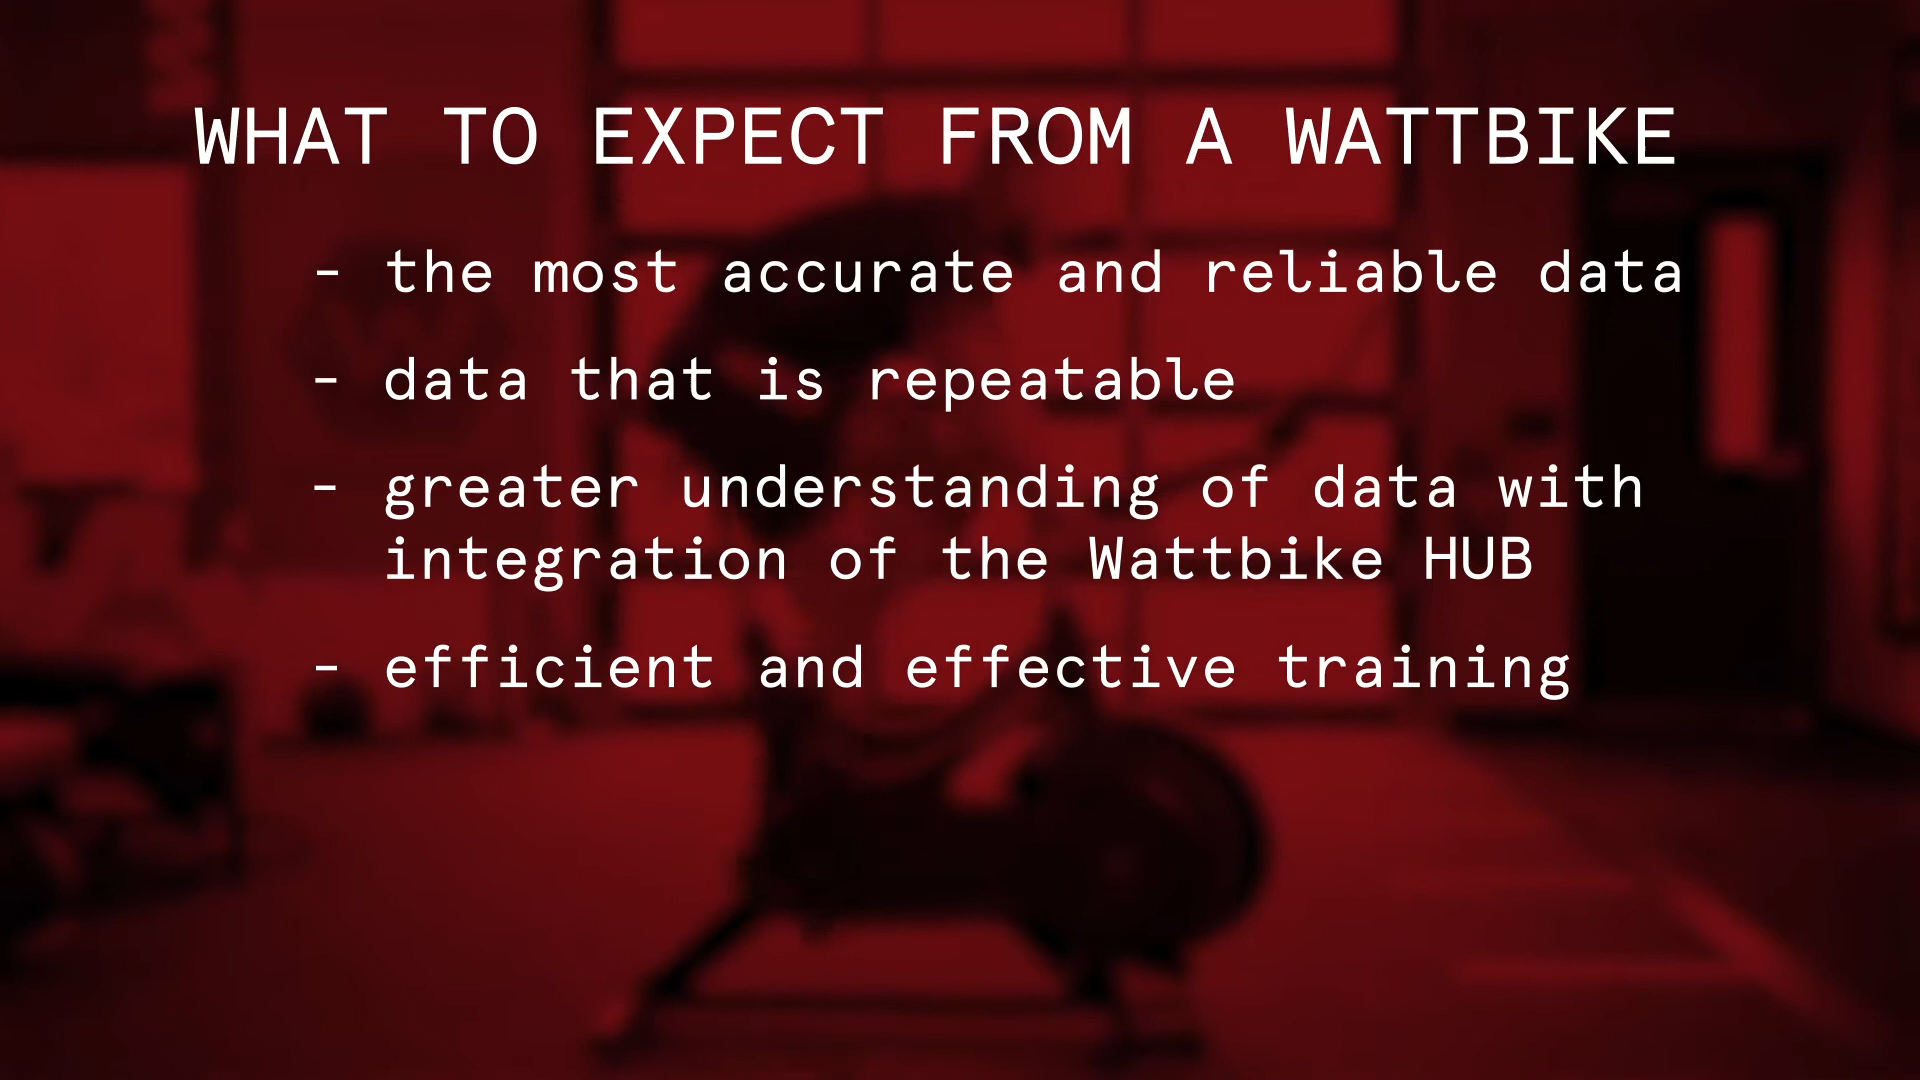 WHAT TO EXPECT FROM A WATTBIKE
- the most accurate and reliable data
- data that is repeatable
- greater understanding of data with
integration of the Wattbike HUB
- efficient and effective training